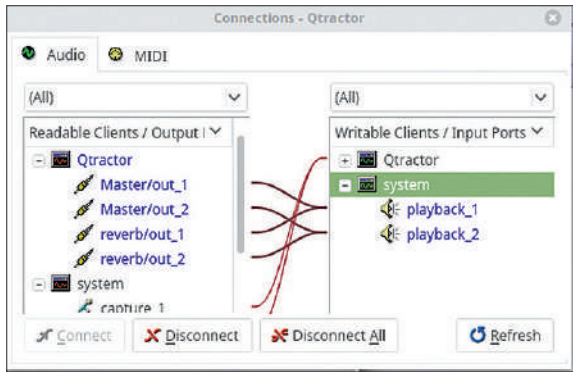 Connections - Qtractor
Audio
MIDI
(All)
(All)
Readable Clients / Output
Writable Clients / Input Ports
Qtractor
Master/out_1
Master/out_2
reverb/out_1
reverb/out_2
system
capture_1
Qtractor
system
playback_1
playback_2
Connect
Disconnect
Disconnect All
Refresh